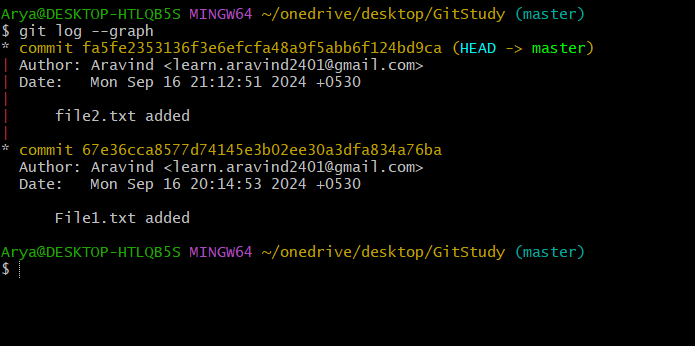 Arya@DESKTOP-HTLQB5S MINGW64 ~/onedrive/desktop/GitStudy (master)
$ git log --graph
* commit fa5fe2353136f3e6efcfa48a9f5abb6f124bd9ca (HEAD -> master)
| Author: Aravind <learn.aravind2401@gmail.com>
| Date:   Mon Sep 16 21:12:51 2024 +0530
|
|     file2.txt added
|
* commit 67e36cca8577d74145e3b02ee30a3dfa834a76ba
  Author: Aravind <learn.aravind2401@gmail.com>
  Date:   Mon Sep 16 20:14:53 2024 +0530

      File1.txt added

Arya@DESKTOP-HTLQB5S MINGW64 ~/onedrive/desktop/GitStudy (master)
$